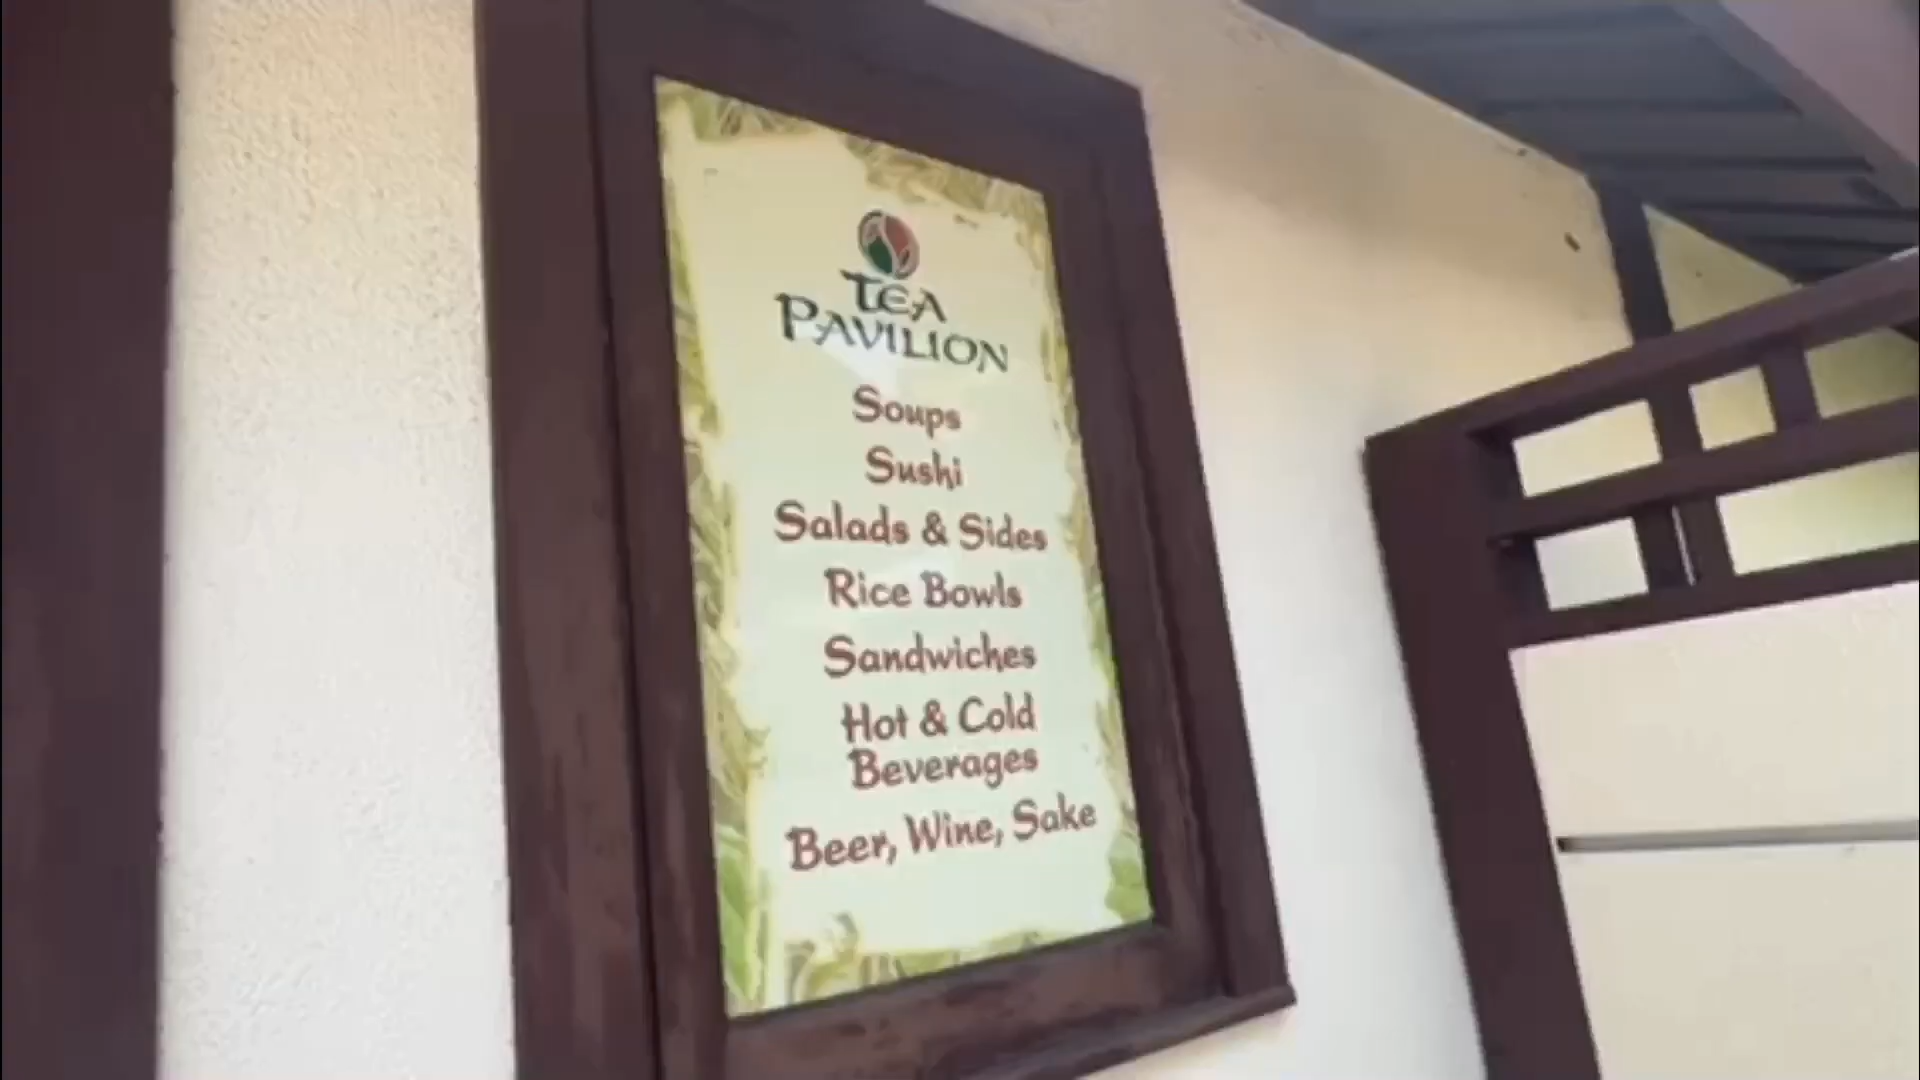 TEA
PAVILION
Soups
Sushi
Salads & Sides
Rice Bowls
Sandwiches
Hot & Cold
Beverages
Beer, Wine, Sake